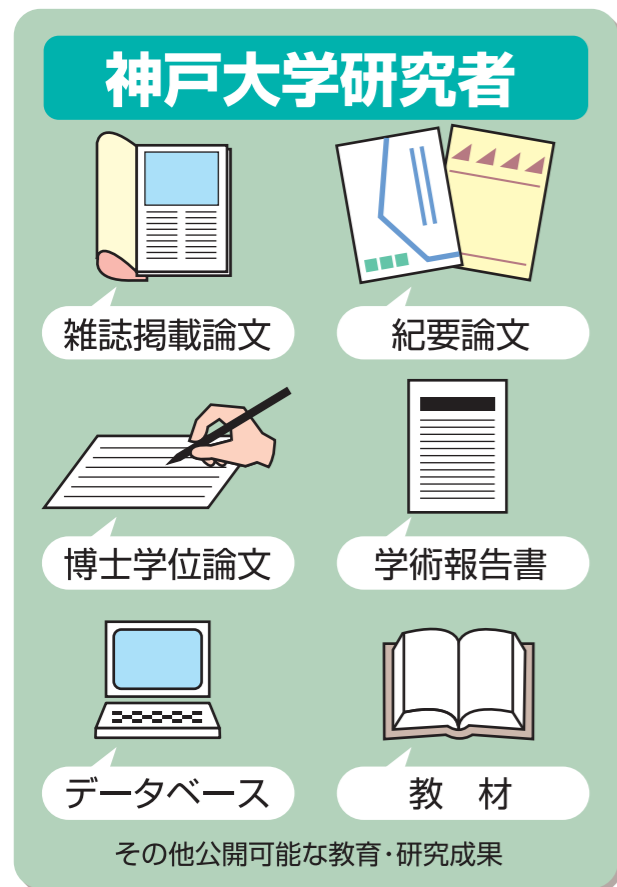 神戸大学研究者
雑誌掲載論文
紀要論文
博士学位論文
学術報告書
データベース
教　材
その他公開可能な教育・研究成果